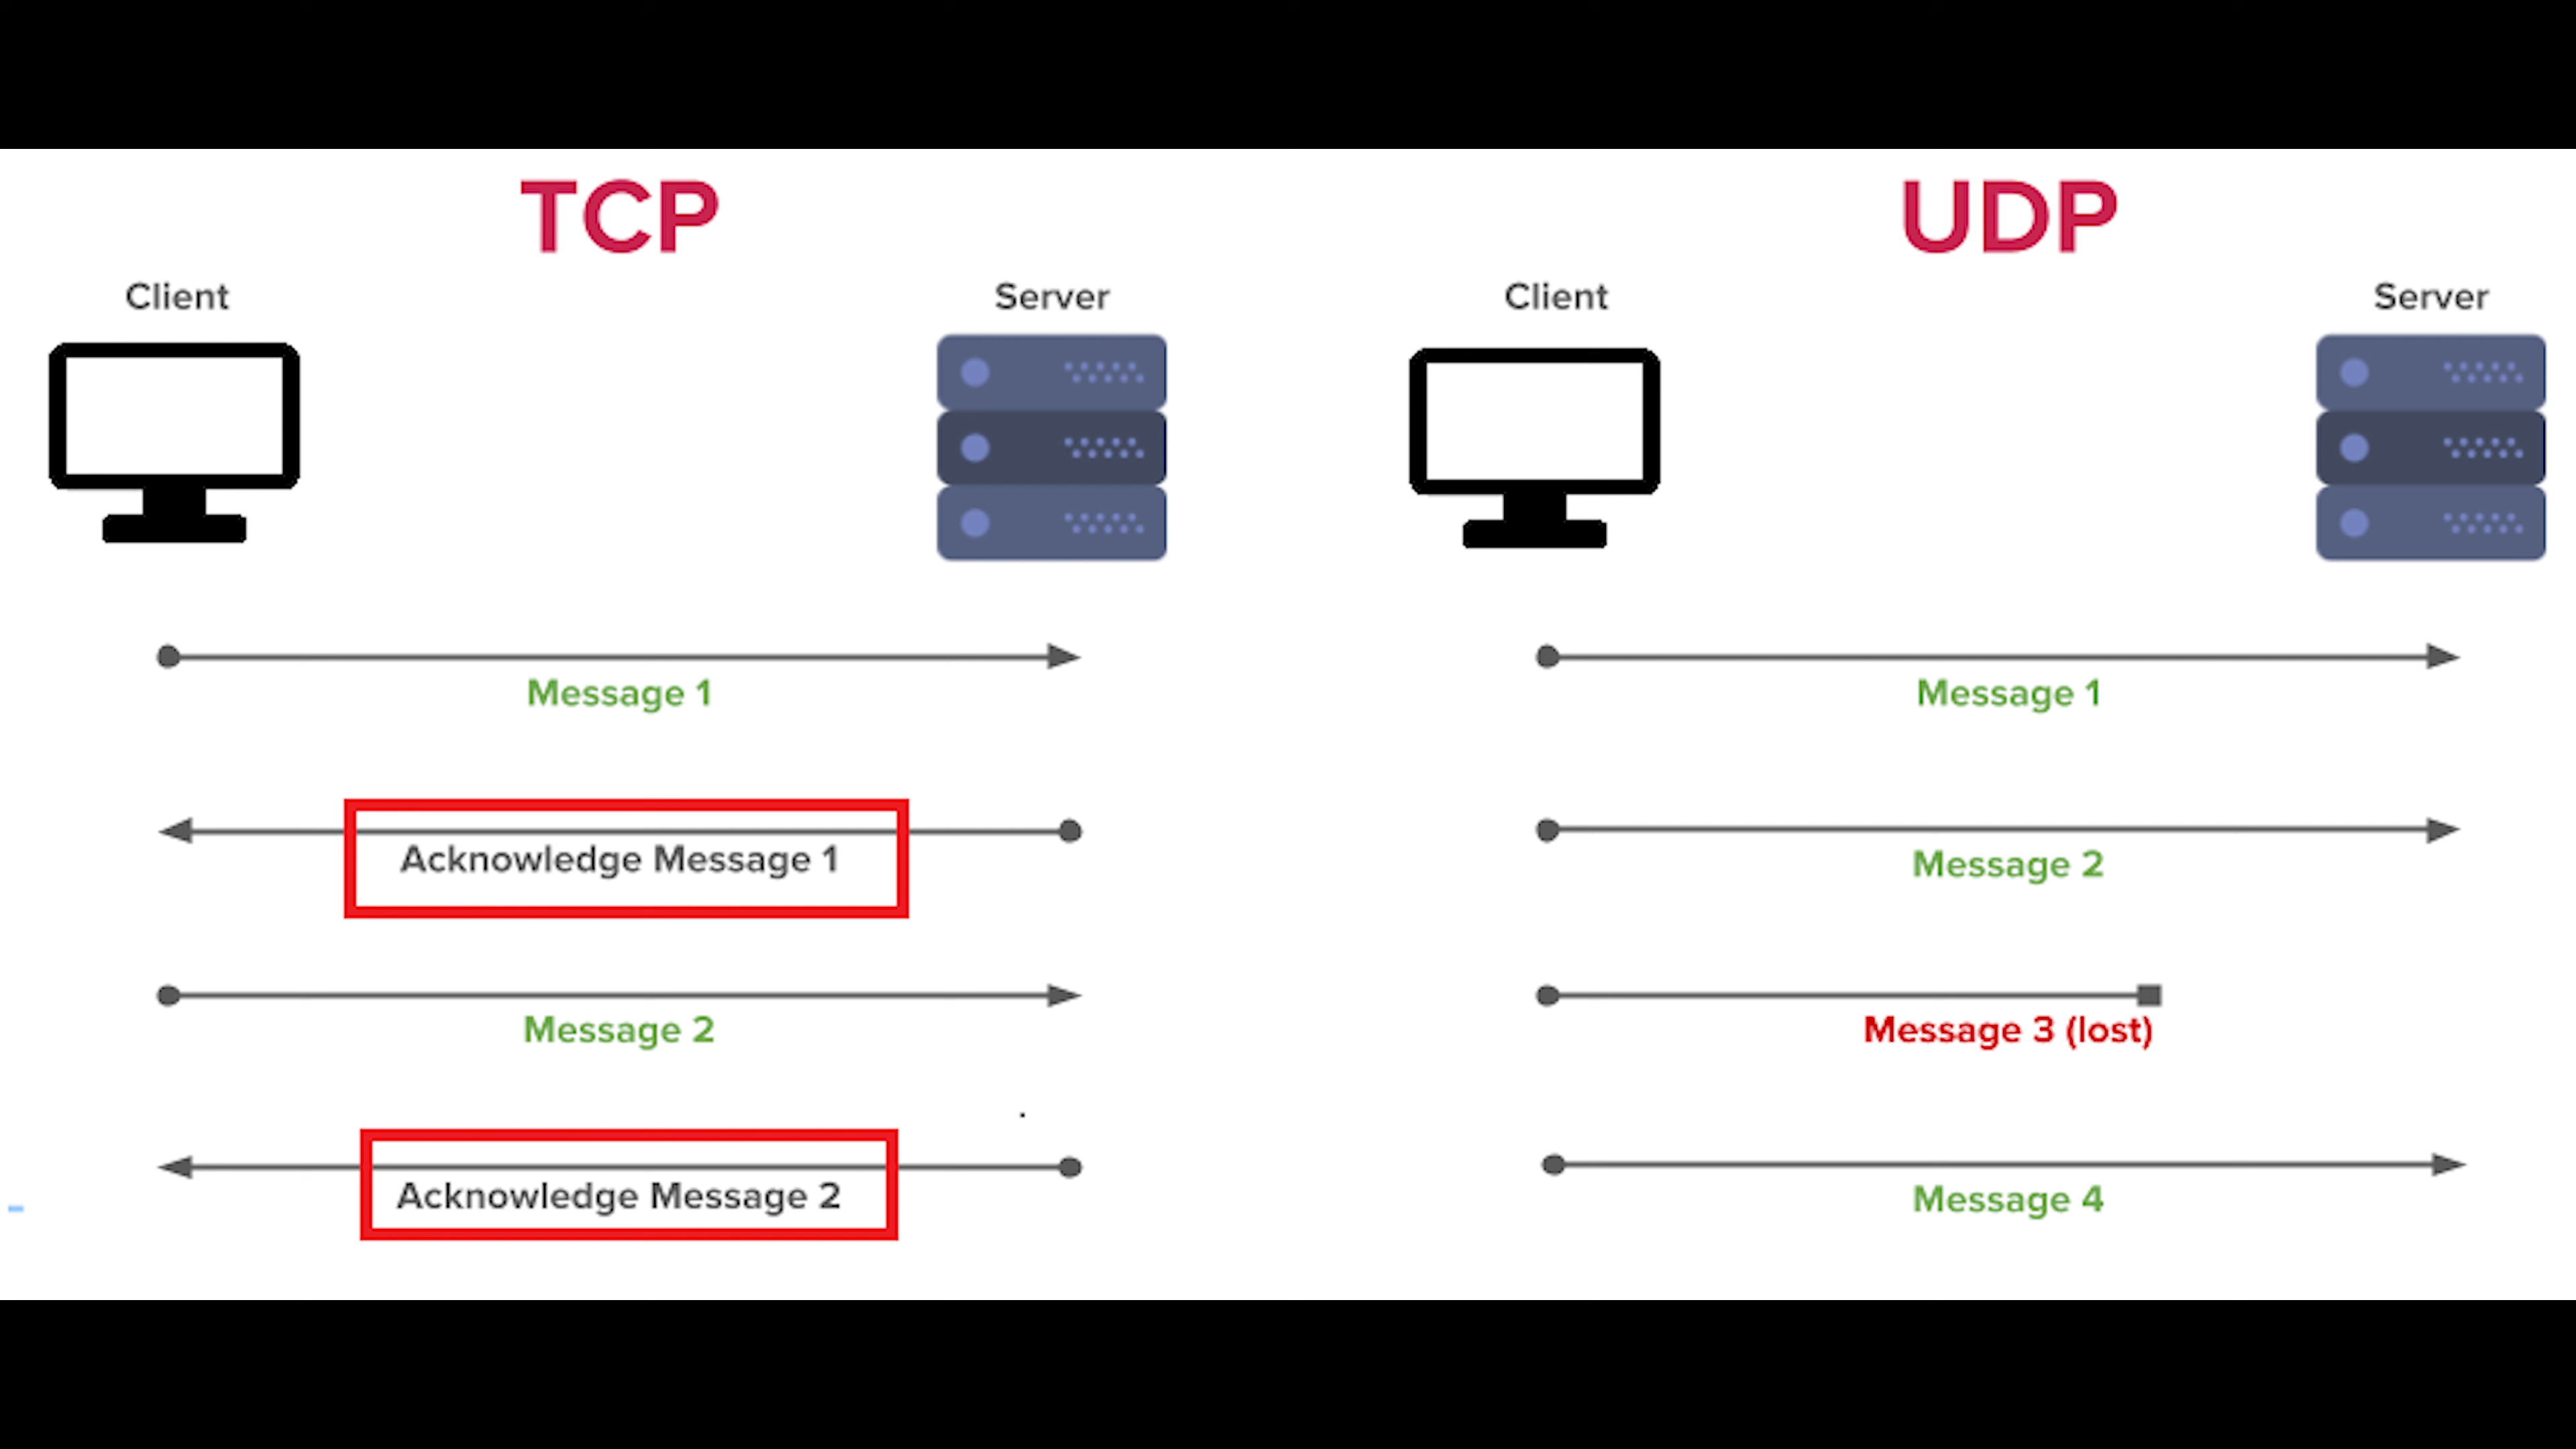 TCP
Client
Server
Message 1
Acknowledge Message 1
Message 2
Acknowledge Message 2
UDP
Client
Server
Message 1
Message 2
Message 3 (lost)
Message 4